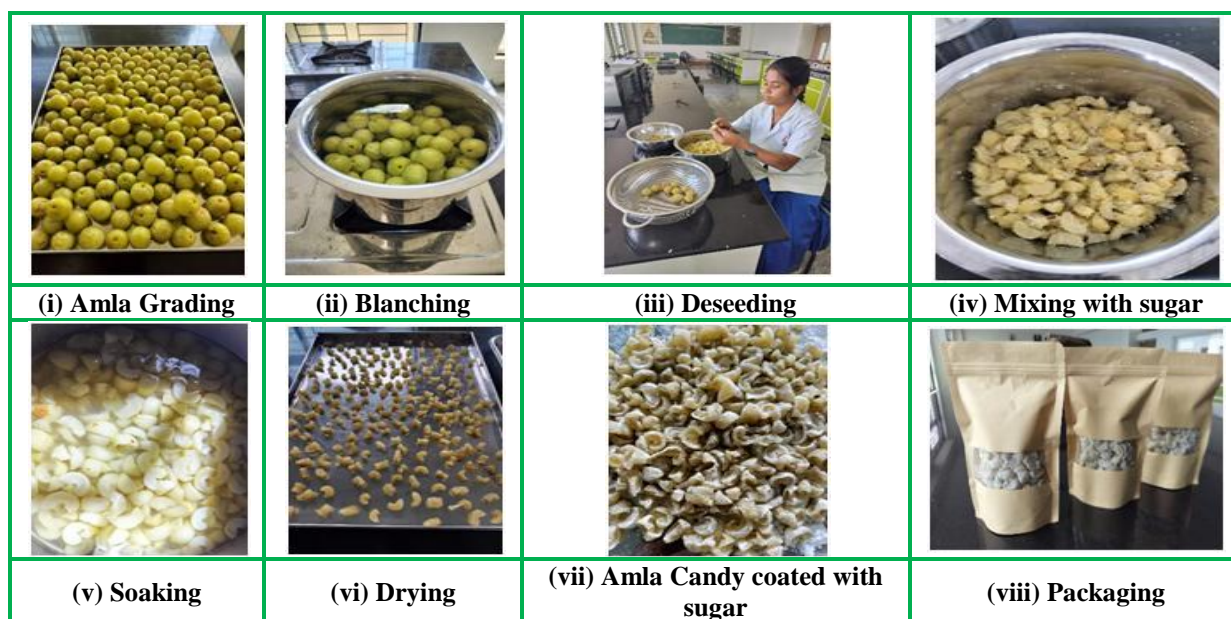 (i) Amla Grading
(ii) Blanching
(iii) Deseeding
(iv) Mixing with sugar
(v) Soaking
(vi) Drying
(vii) Amla Candy coated with
sugar
(viii) Packaging